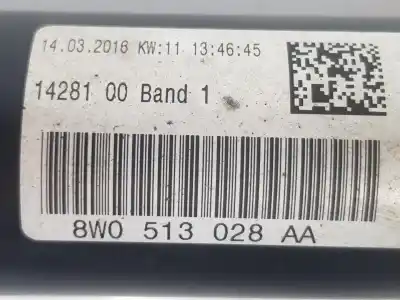 14.03.2016 KW:11 13:46:45
14281 00 Band 1
8W0 513 028 AA